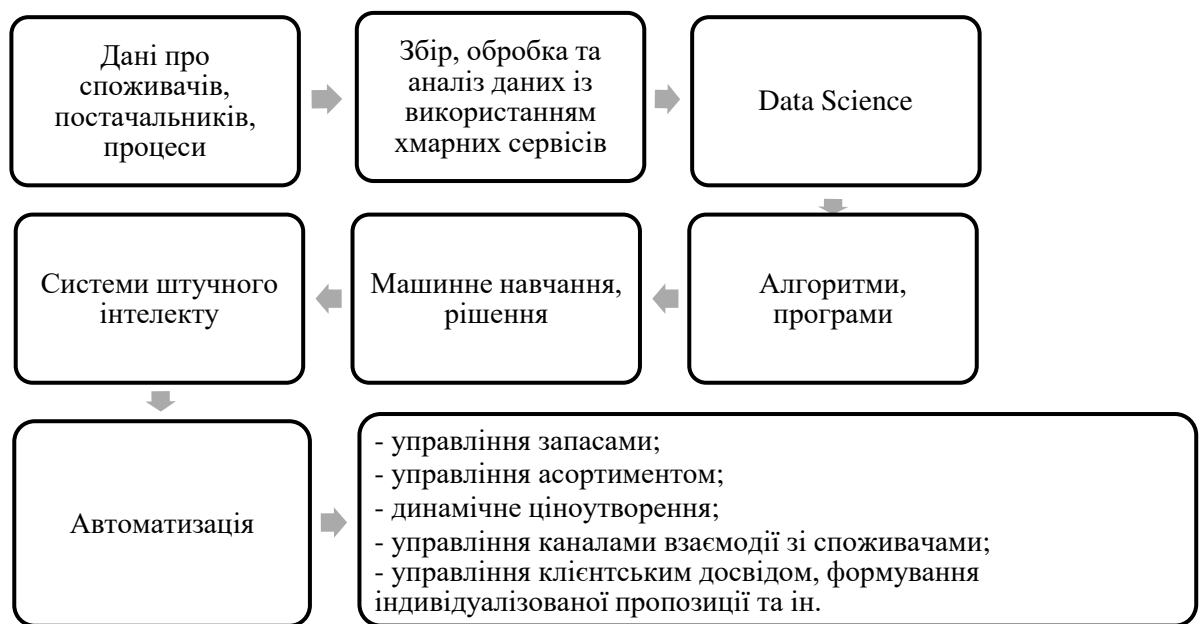 Дані про
споживачів,
постачальників,
процеси
Збір, обробка та
аналіз даних із
використанням
хмарних сервісів
Data Science
Алгоритми,
програми
Машинне навчання,
рішення
Системи штучного
інтелекту
Автоматизація
- управління запасами;
- управління асортиментом;
- динамічне ціноутворення;
- управління каналами взаємодії зі споживачами;
- управління клієнтським досвідом, формування
індивідуалізованої пропозиції та ін.